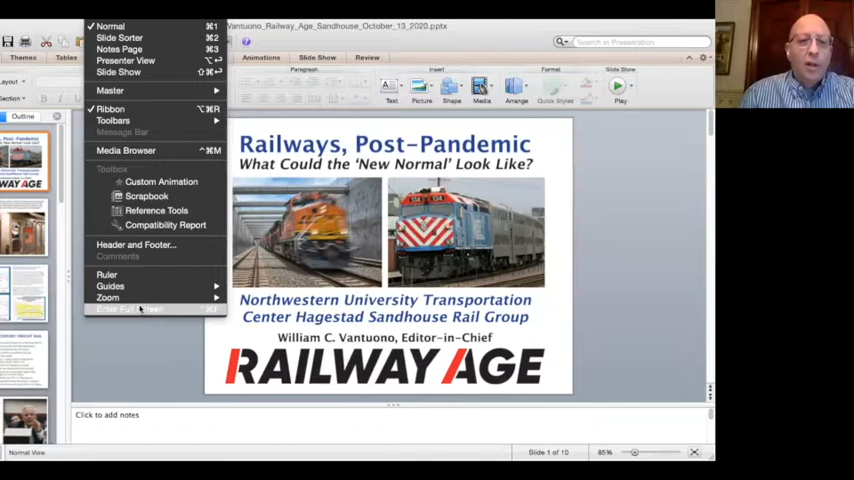 Normal ⌘1
Slide Sorter ⌘2
Notes Page ⌘3
Presenter View ⌥↩
Slide Show ⇧⌘↩
Master
Ribbon ⌥⌘R
Toolbars
Message Bar
Media Browser ^⌘M
Toolbox
Custom Animation
Scrapbook
Reference Tools
Compatibility Report
Header and Footer...
Comments
Ruler
Guides
Zoom
Enter Full Screen ^⌘F
Vantuono_Railway_Age_Sandhouse_October_13_2020.pptx
Search in Presentation
Themes Tables Animations Slide Show Review
Paragraph Insert Format Slide Show
Text Picture Shape Media Arrange Quick Styles Play
Outline
Railways, Post-Pandemic
What Could the ‘New Normal’ Look Like?
Northwestern University Transportation
Center Hagestad Sandhouse Rail Group
William C. Vantuono, Editor-in-Chief
RAILWAY AGE
Click to add notes
Normal View Slide 1 of 10 85%